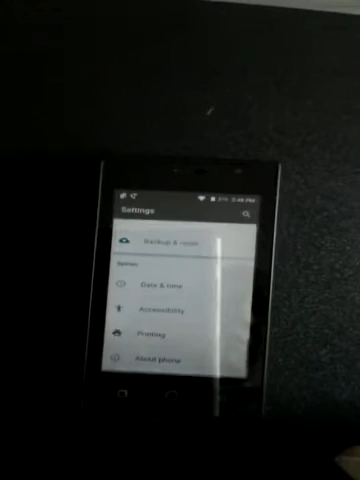 Settings
Backup & reset
System
Date & time
Accessibility
Printing
About phone